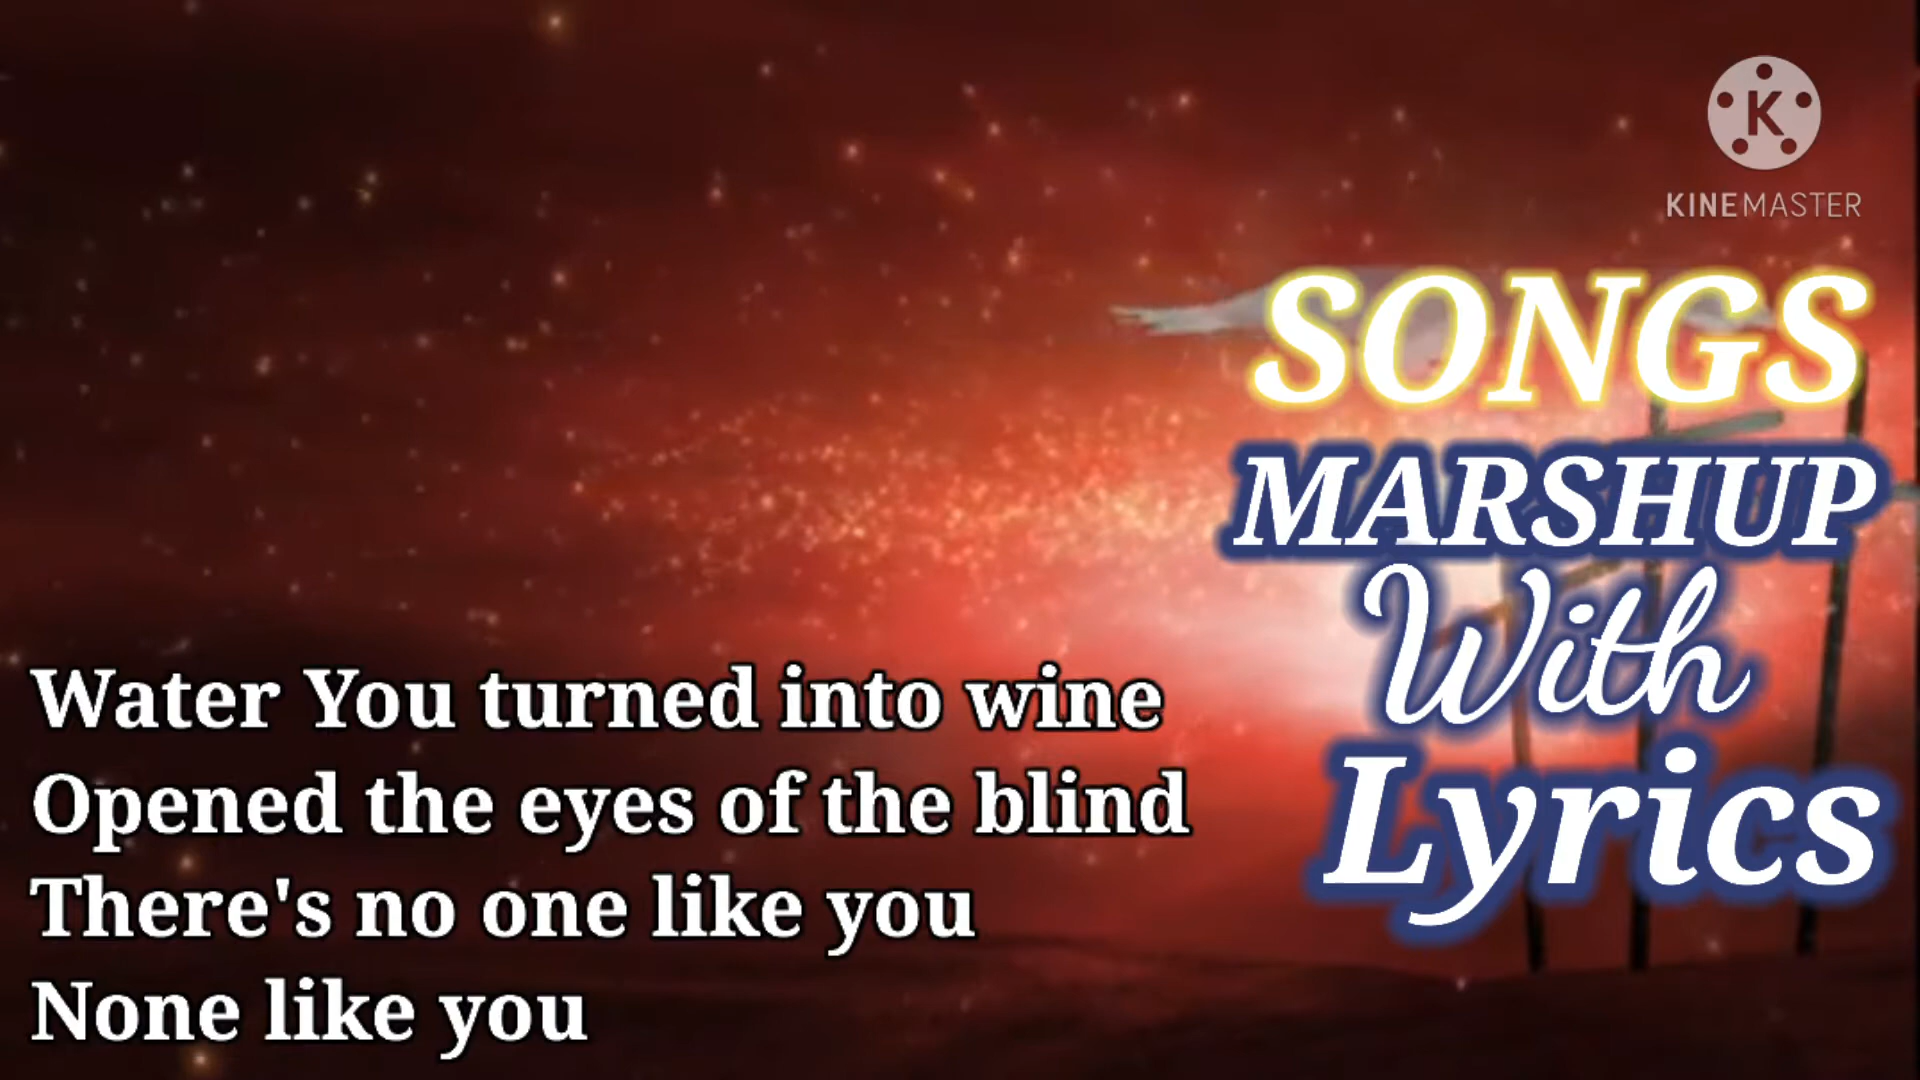 K
KINEMASTER
SONGS
MARSHUP
With
Lyrics
Water You turned into wine
Opened the eyes of the blind
There's no one like you
None like you